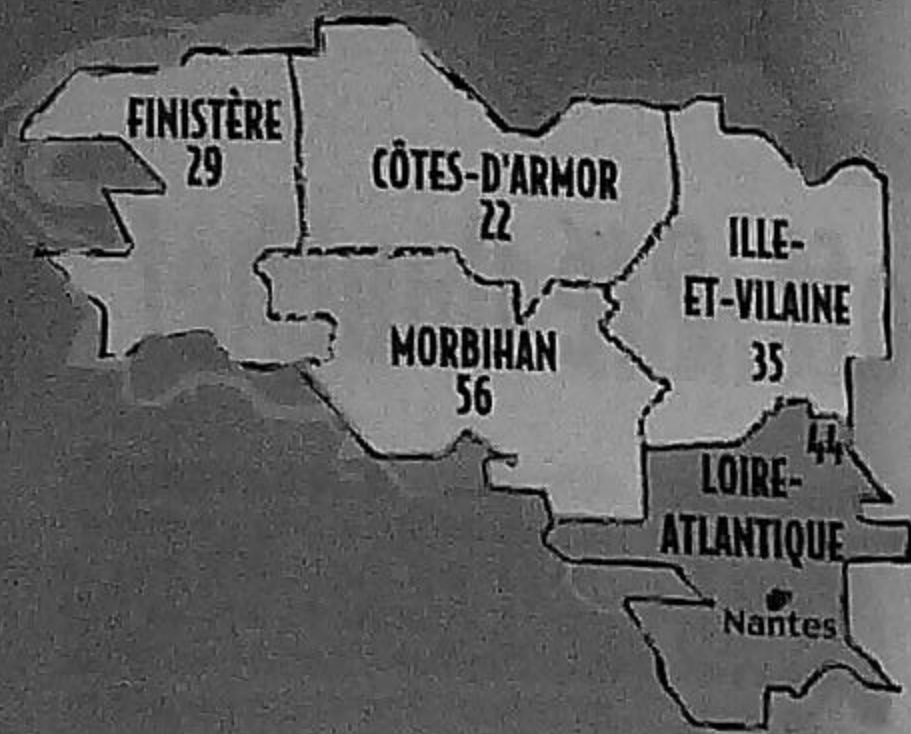 FINISTÈRE
29
CÔTES-D'ARMOR
22
ILLE-
ET-VILAINE
35
MORBIHAN
56
44
LOIRE-
ATLANTIQUE
Nantes